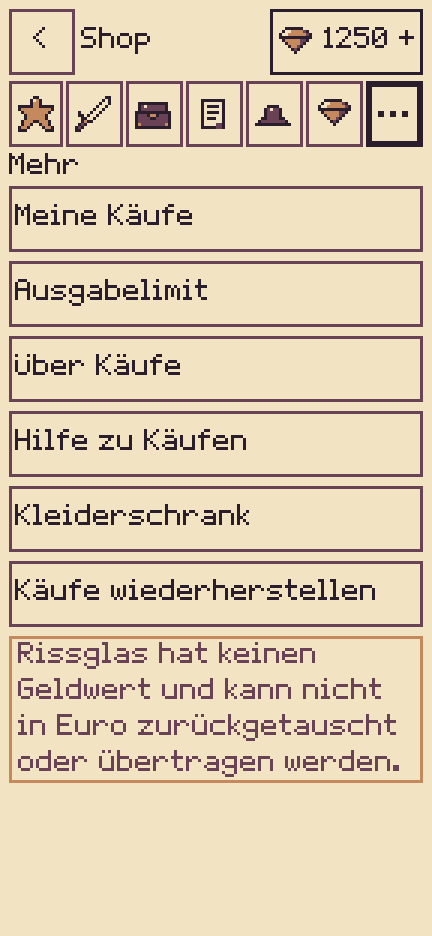 Shop
1250 +
Mehr
Meine Käufe
Ausgabelimit
Über Käufe
Hilfe zu Käufen
Kleiderschrank
Käufe wiederherstellen
Rissglas hat keinen
Geldwert und kann nicht
in Euro zurückgetauscht
oder übertragen werden.